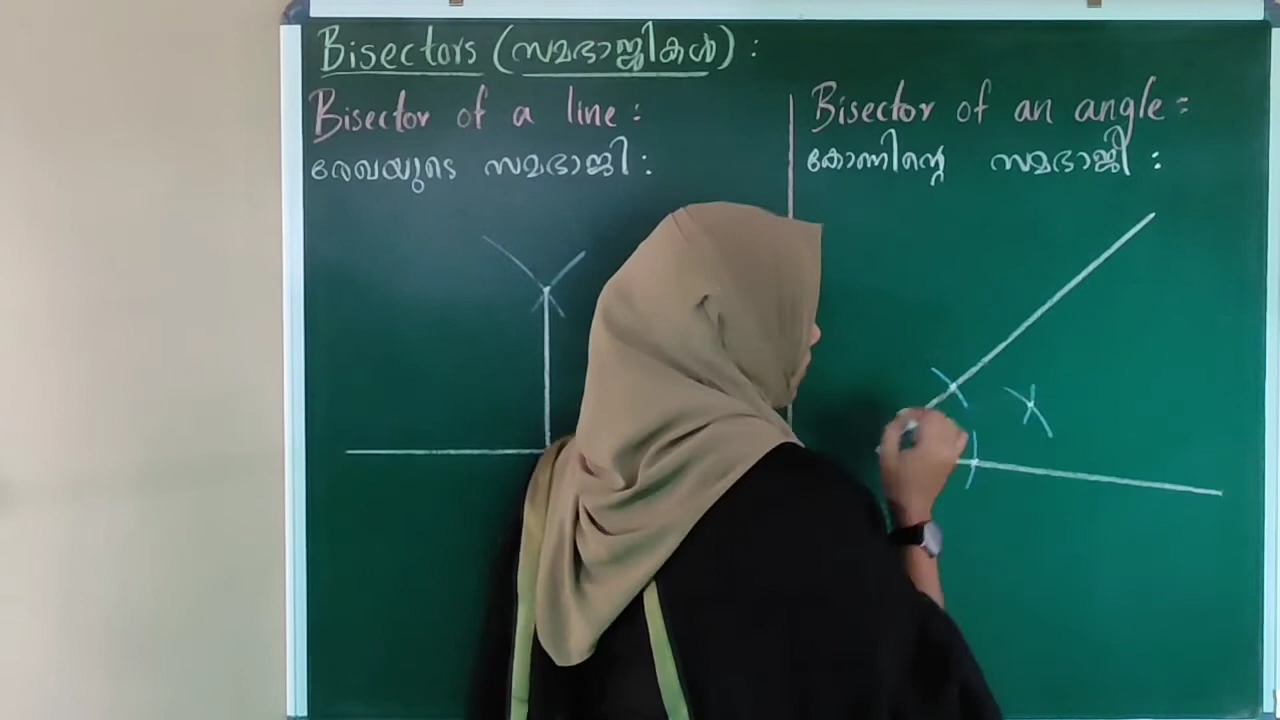 Bisectors (സമഭാജികൾ) :
Bisector of a line :
രേഖയുടെ സമഭാജി :
Bisector of an angle :
കോണിന്റെ സമഭാജി :